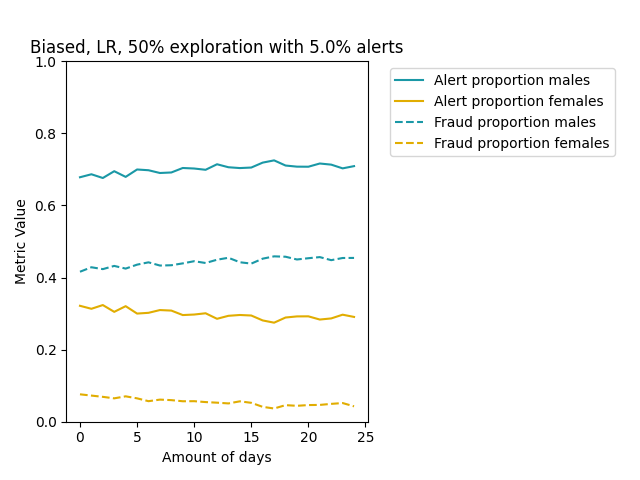 Biased, LR, 50% exploration with 5.0% alerts
Alert proportion males
Alert proportion females
Fraud proportion males
Fraud proportion females
Metric Value
1.0
0.8
0.6
0.4
0.2
0.0
0 5 10 15 20 25
Amount of days